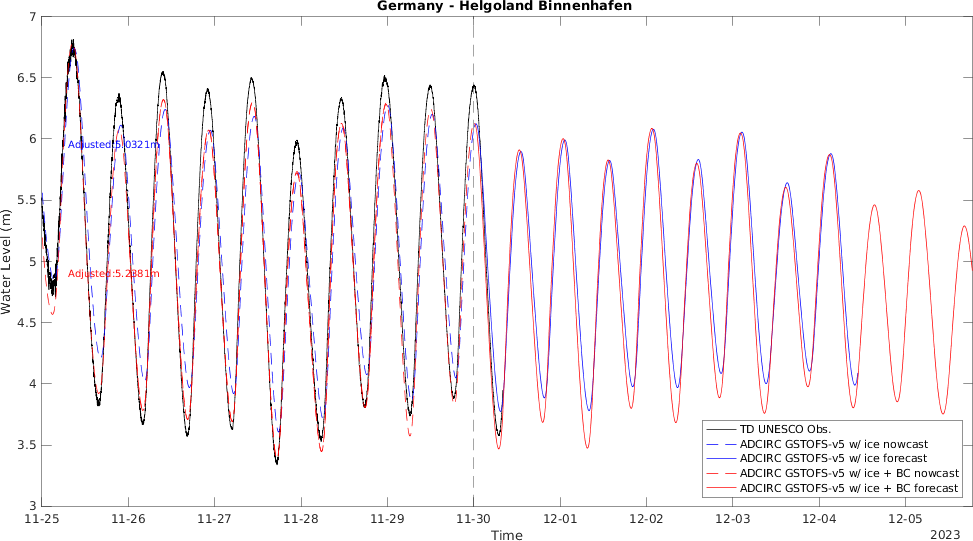 Germany - Helgoland Binnenhafen
7
6.5
6
5.5
5
4.5
4
3.5
3
Water Level (m)
Adjusted:5.0321m
Adjusted:5.2381m
TD UNESCO Obs.
ADCIRC GSTOFS-v5 w/ ice nowcast
ADCIRC GSTOFS-v5 w/ ice forecast
ADCIRC GSTOFS-v5 w/ ice + BC nowcast
ADCIRC GSTOFS-v5 w/ ice + BC forecast
11-25 11-26 11-27 11-28 11-29 11-30 12-01 12-02 12-03 12-04 12-05
Time
2023